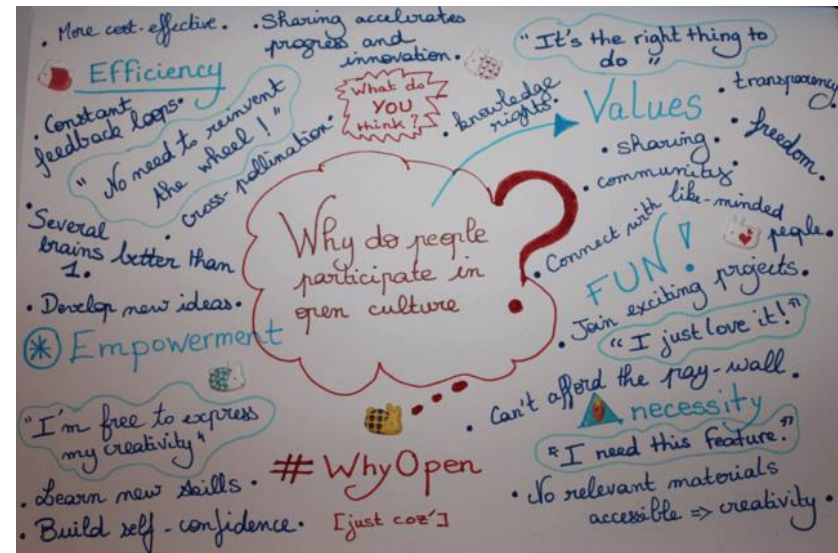 • More cost-effective.
• Sharing accelerates
progress and
innovation.
Efficiency
• Constant
feedback loops.
"No need to reinvent
the wheel!"
• Cross-pollination.
• Several
brains better than
1.
• Develop new ideas.
What do
YOU
think?
"It's the right thing to
do"
Values
• transparency
• freedom.
• knowledge
rights.
• sharing.
• community.
Why do people
participate in
open culture
?
• Connect with like-minded
people.
FUN!
• Join exciting projects.
"I just love it!"
* Empowerment
"I'm free to express
my creativity"
• Learn new skills.
• Build self-confidence.
• Can't afford the pay-wall.
necessity
"I need this feature."
• No relevant materials
accessible => creativity.
#WhyOpen
[just coz']